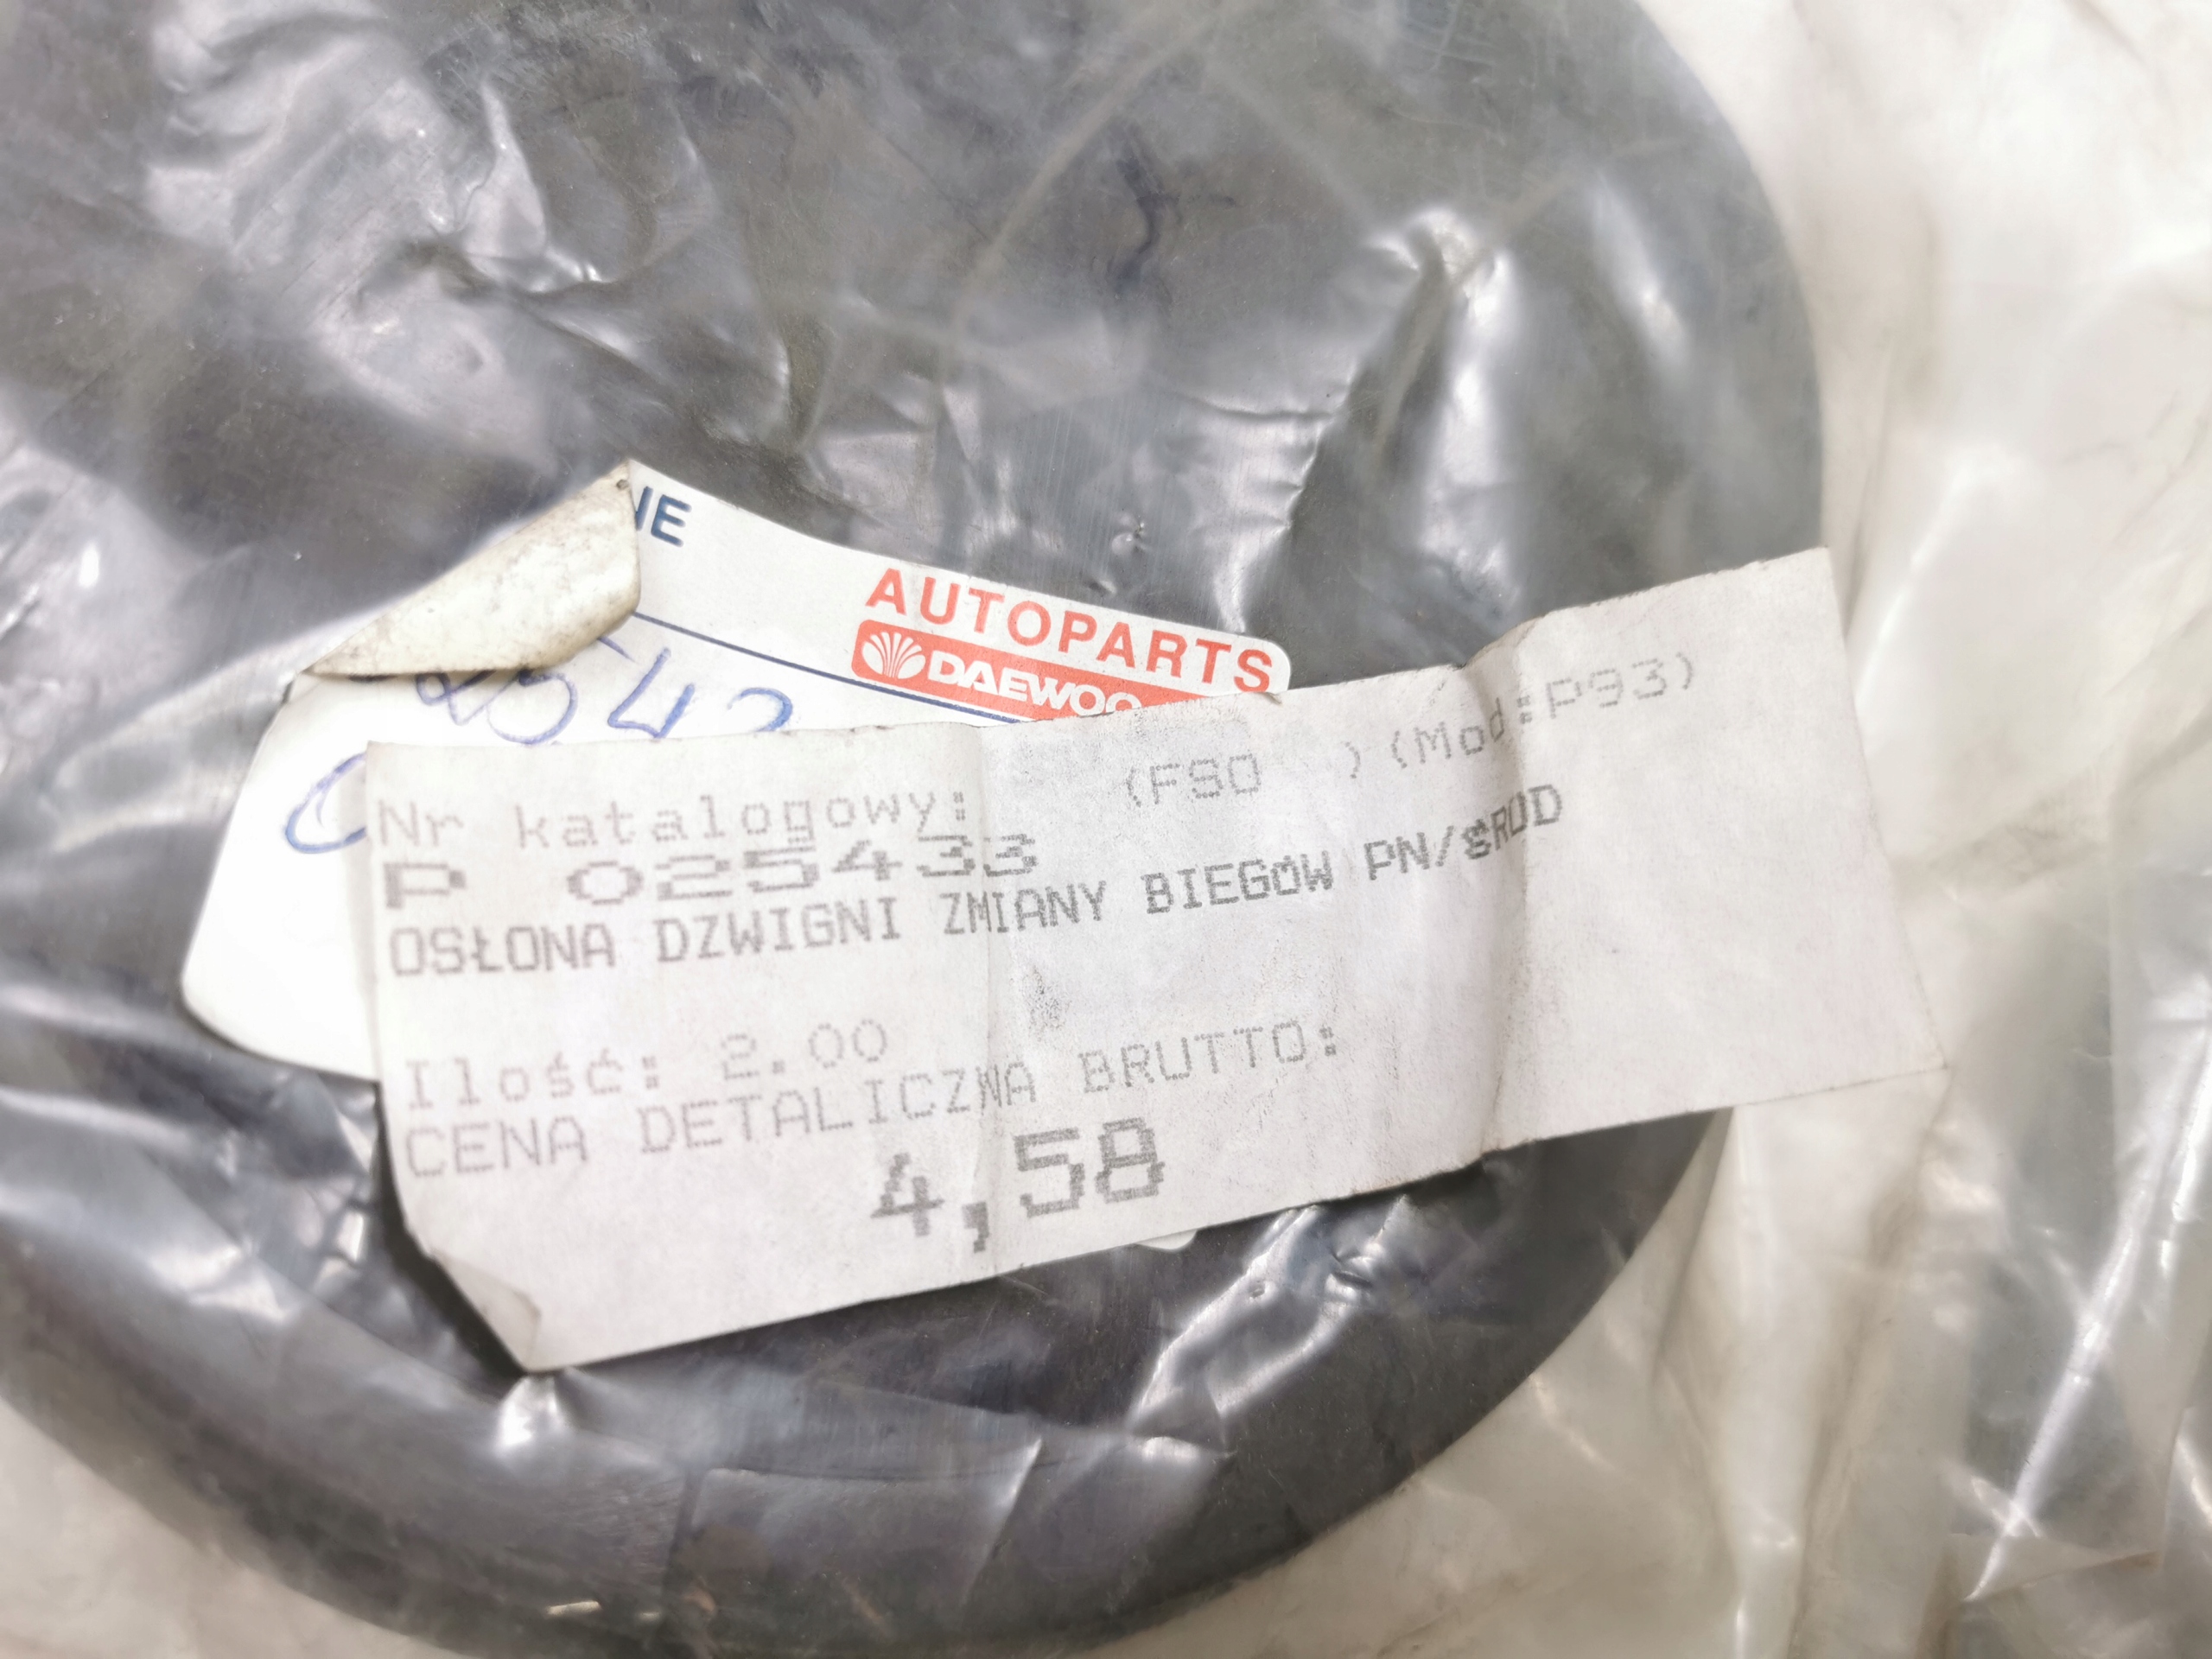 AUTOPARTS
DAEWOO
Nr katalogowy: (FSO ) (Mod:P93)
P 025433
OSŁONA DZWIGNI ZMIANY BIEGÓW PN/ŚROD
Ilość: 2.00
CENA DETALICZNA BRUTTO:
4,58